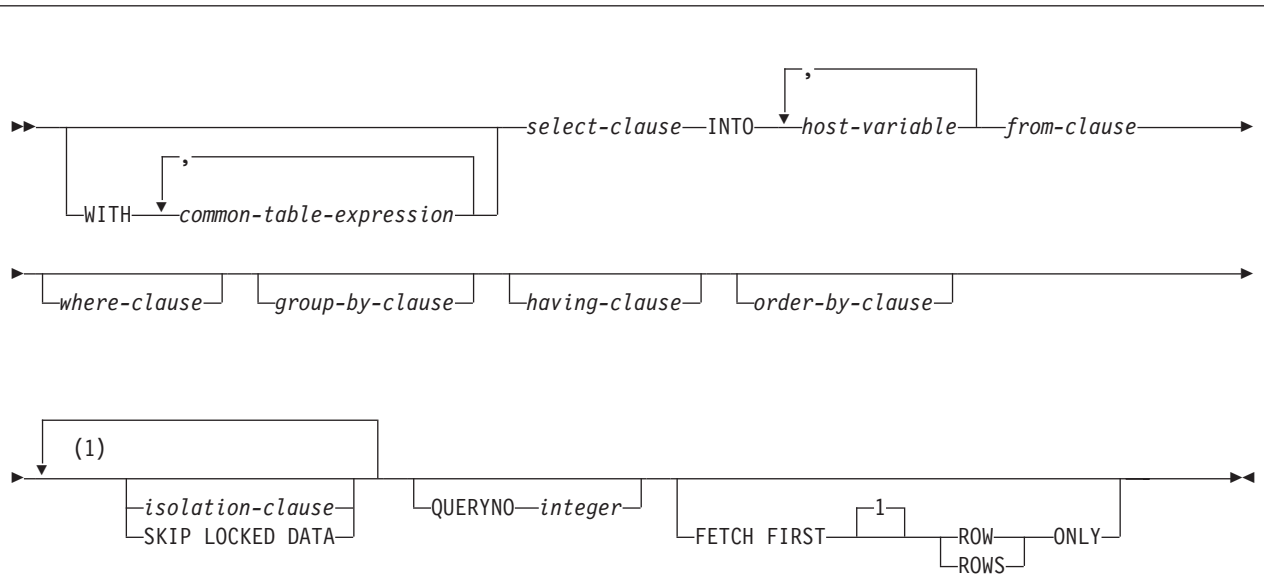 ,
select-clause INTO host-variable from-clause
,
WITH common-table-expression
where-clause group-by-clause having-clause order-by-clause
(1)
1
isolation-clause QUERYNO integer
SKIP LOCKED DATA FETCH FIRST ROW ONLY
ROWS